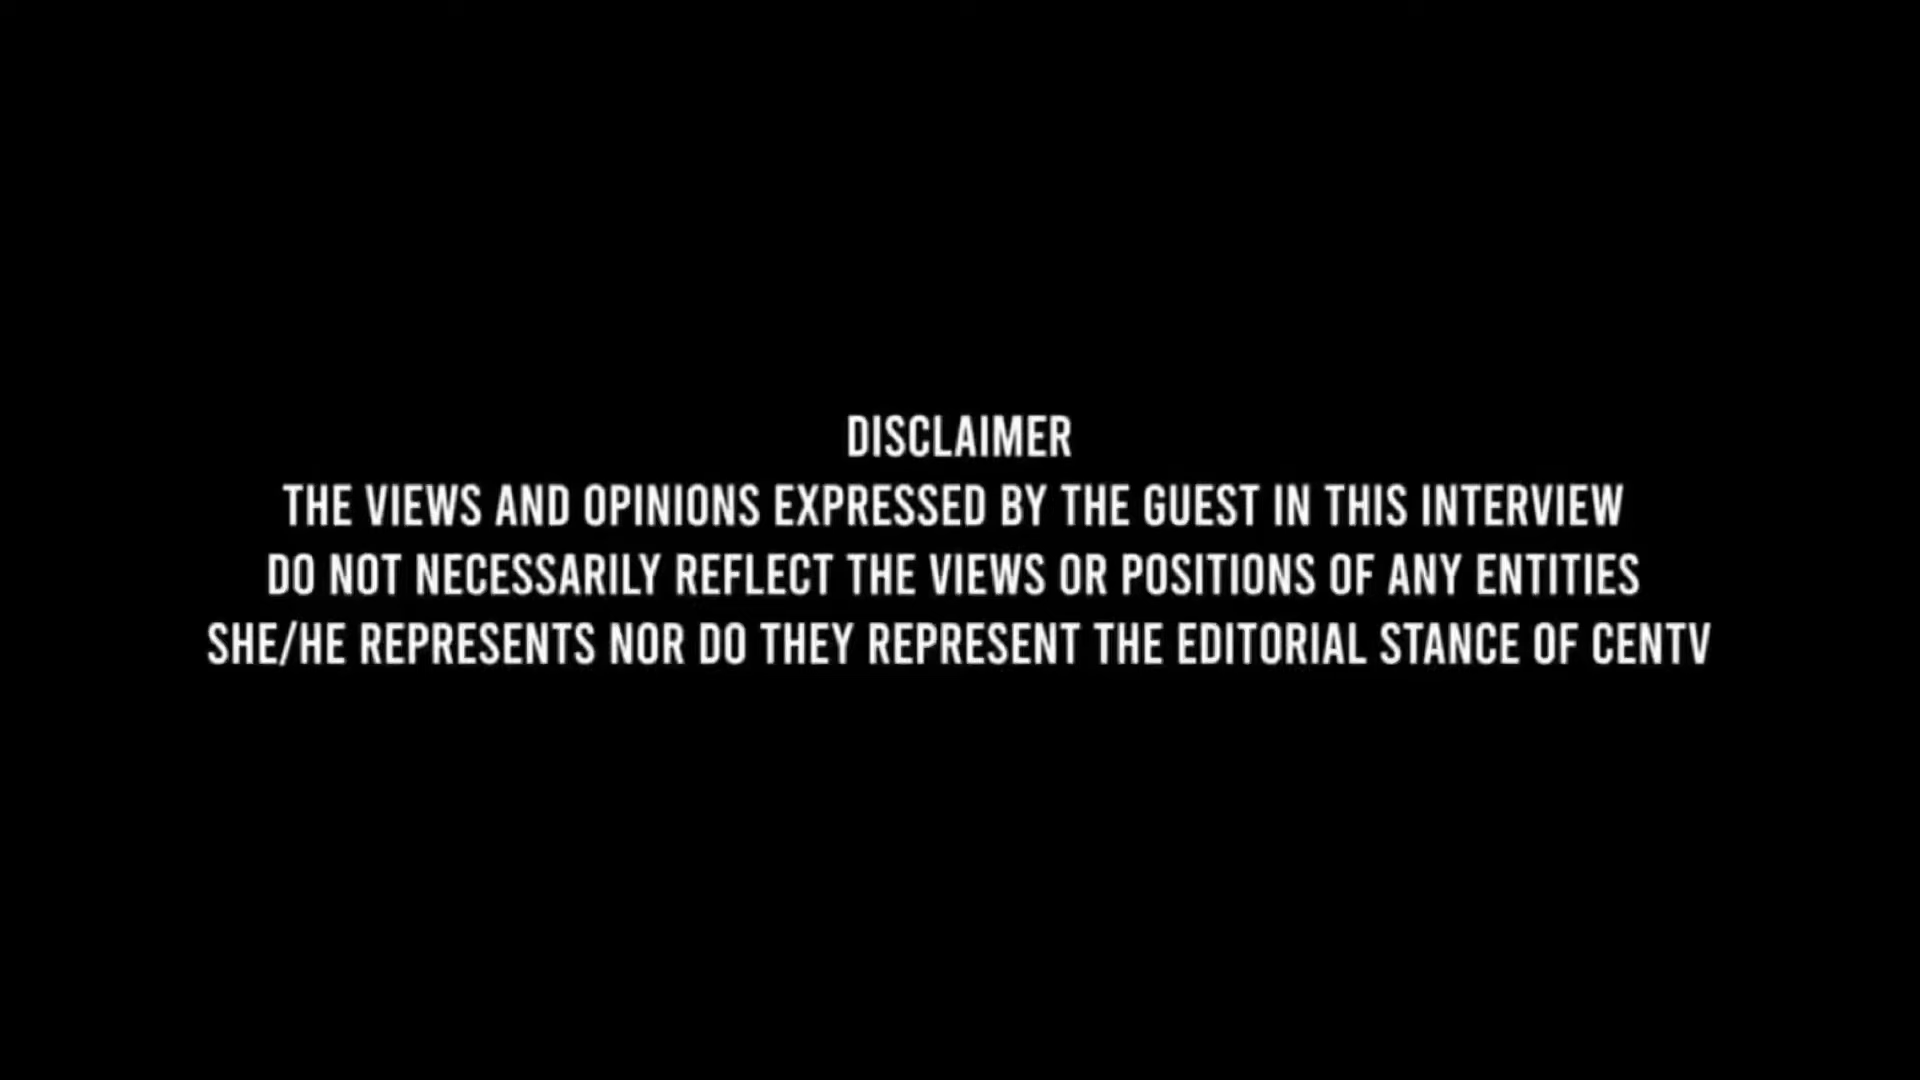 DISCLAIMER
THE VIEWS AND OPINIONS EXPRESSED BY THE GUEST IN THIS INTERVIEW
DO NOT NECESSARILY REFLECT THE VIEWS OR POSITIONS OF ANY ENTITIES
SHE/HE REPRESENTS NOR DO THEY REPRESENT THE EDITORIAL STANCE OF CENTV